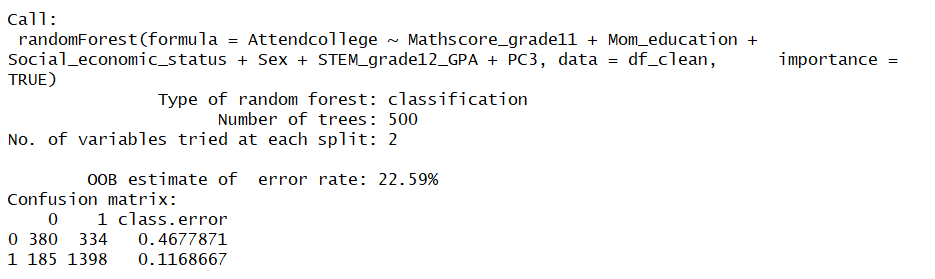 Call:
 randomForest(formula = Attendcollege ~ Mathscore_grade11 + Mom_education +
Social_economic_status + Sex + STEM_grade12_GPA + PC3, data = df_clean,      importance =
TRUE)
               Type of random forest: classification
                     Number of trees: 500
No. of variables tried at each split: 2

        OOB estimate of  error rate: 22.59%
Confusion matrix:
    0    1 class.error
0 380  334   0.4677871
1 185 1398   0.1168667